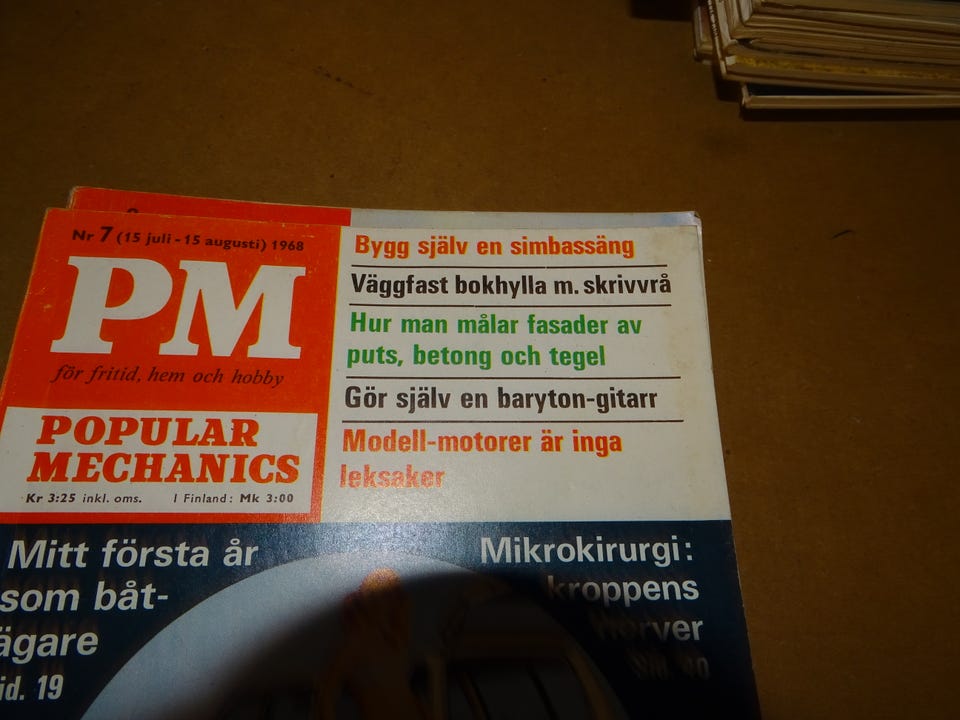 Nr 7 (15 juli - 15 augusti) 1968
PM
för fritid, hem och hobby
POPULAR
MECHANICS
Kr 3:25 inkl. oms. I Finland: Mk 3:00
Bygg själv en simbassäng
Väggfast bokhylla m. skrivvrå
Hur man målar fasader av
puts, betong och tegel
Gör själv en baryton-gitarr
Modell-motorer är inga
leksaker
Mitt första år
som båt-
ägare
id. 19
Mikrokirurgi:
kroppens
40